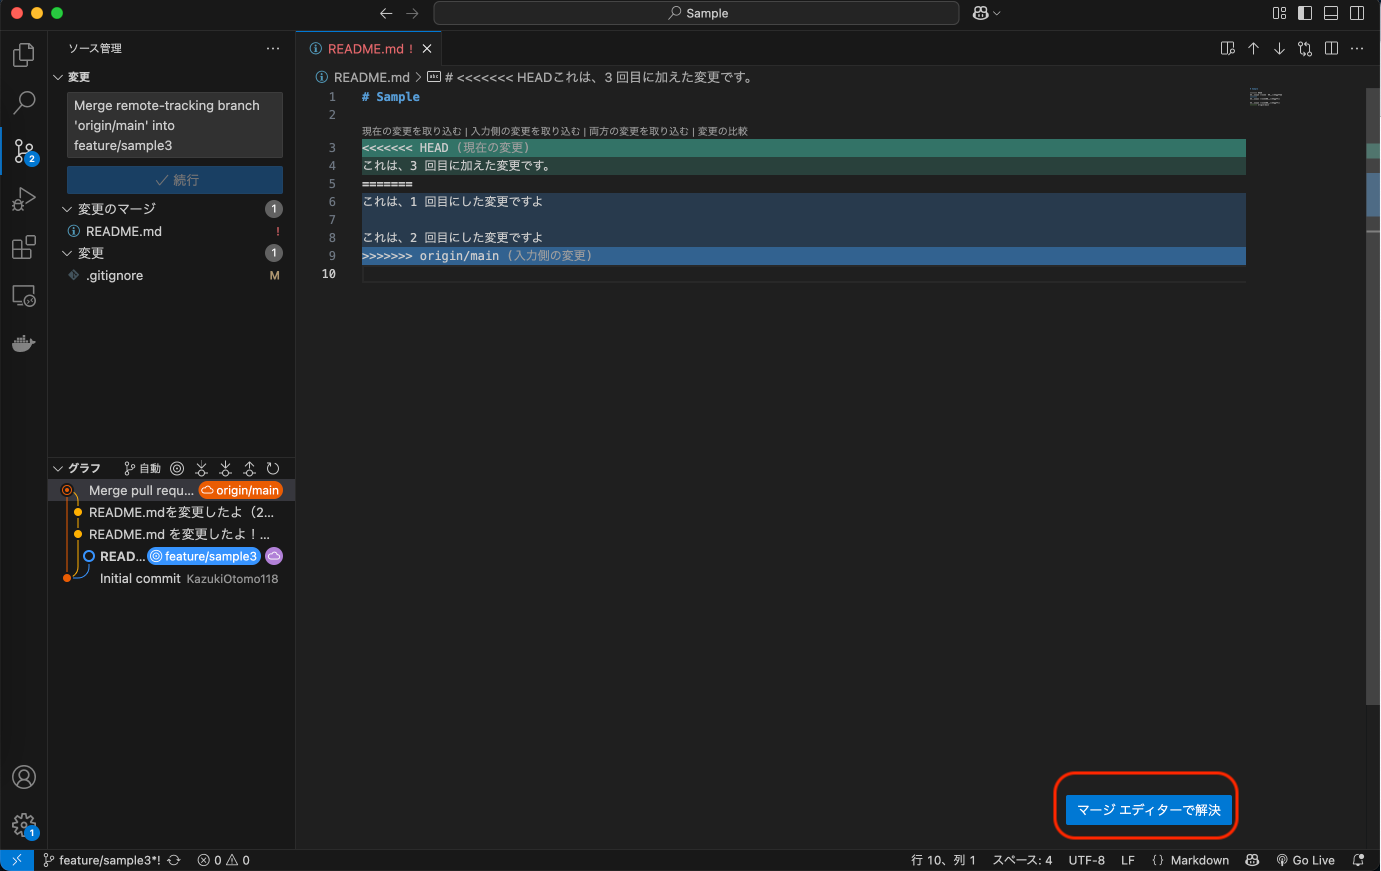 Sample
ソース管理
README.md !
変更
README.md
# <<<<<<< HEADこれは、3 回目に加えた変更です。
Merge remote-tracking branch
'origin/main' into
feature/sample3
続行
変更のマージ
1
README.md
!
変更
1
.gitignore
M
2
1 # Sample
2
現在の変更を取り込む | 入力側の変更を取り込む | 両方の変更を取り込む | 変更の比較
3 <<<<<<< HEAD (現在の変更)
4 これは、3 回目に加えた変更です。
5 =======
6 これは、1 回目にした変更ですよ
7
8 これは、2 回目にした変更ですよ
9 >>>>>>> origin/main (入力側の変更)
10
グラフ
自動
Merge pull requ... origin/main
README.mdを変更したよ（2...
README.md を変更したよ！...
READ... feature/sample3
Initial commit KazukiOtomo118
マージ エディターで解決
1
feature/sample3*!
0
0
行 10、列 1
スペース: 4
UTF-8
LF
{ } Markdown
Go Live